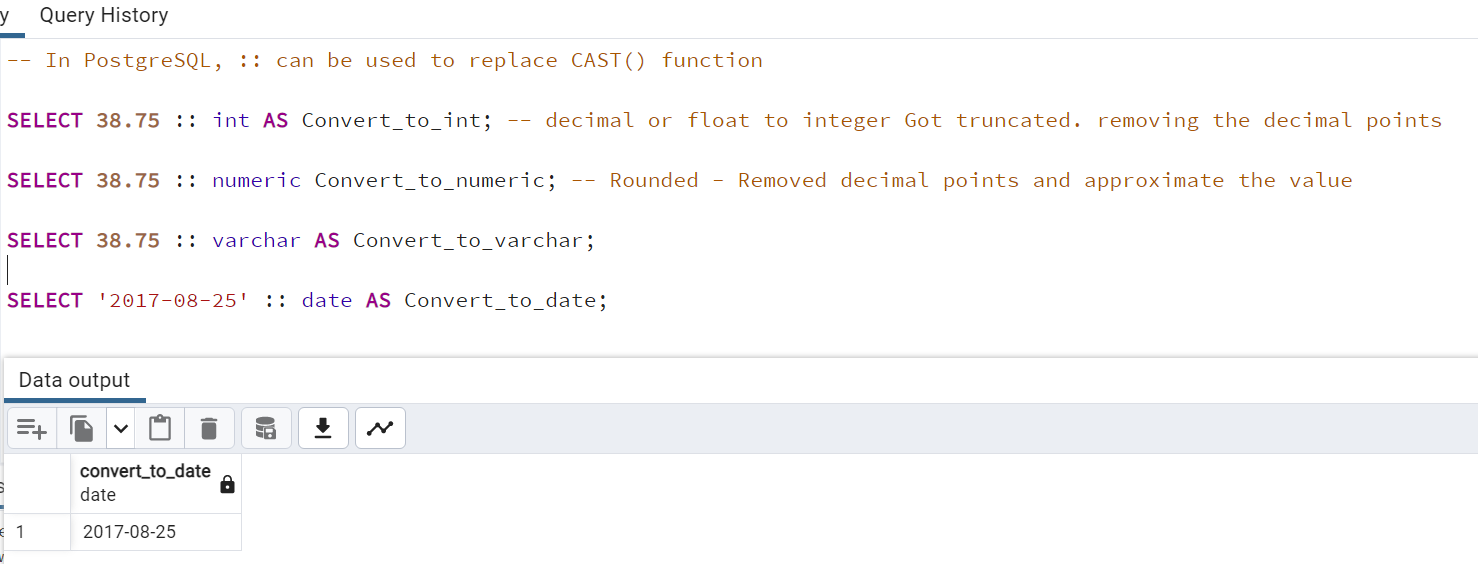 y Query History
-- In PostgreSQL, :: can be used to replace CAST() function
SELECT 38.75 :: int AS Convert_to_int; -- decimal or float to integer Got truncated. removing the decimal points
SELECT 38.75 :: numeric Convert_to_numeric; -- Rounded - Removed decimal points and approximate the value
SELECT 38.75 :: varchar AS Convert_to_varchar;
SELECT '2017-08-25' :: date AS Convert_to_date;
Data output
convert_to_date
date
1 2017-08-25